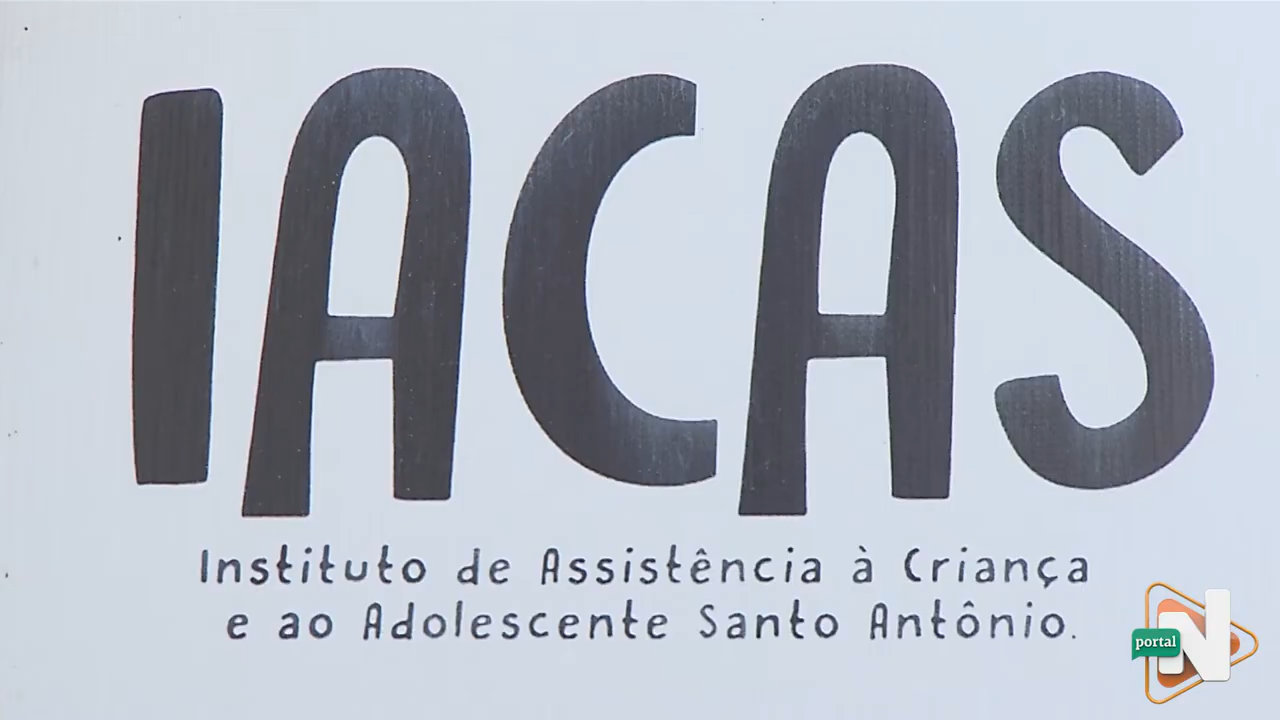 IACAS
Instituto de Assistência à Criança
e ao Adolescente Santo Antônio.
portal
N